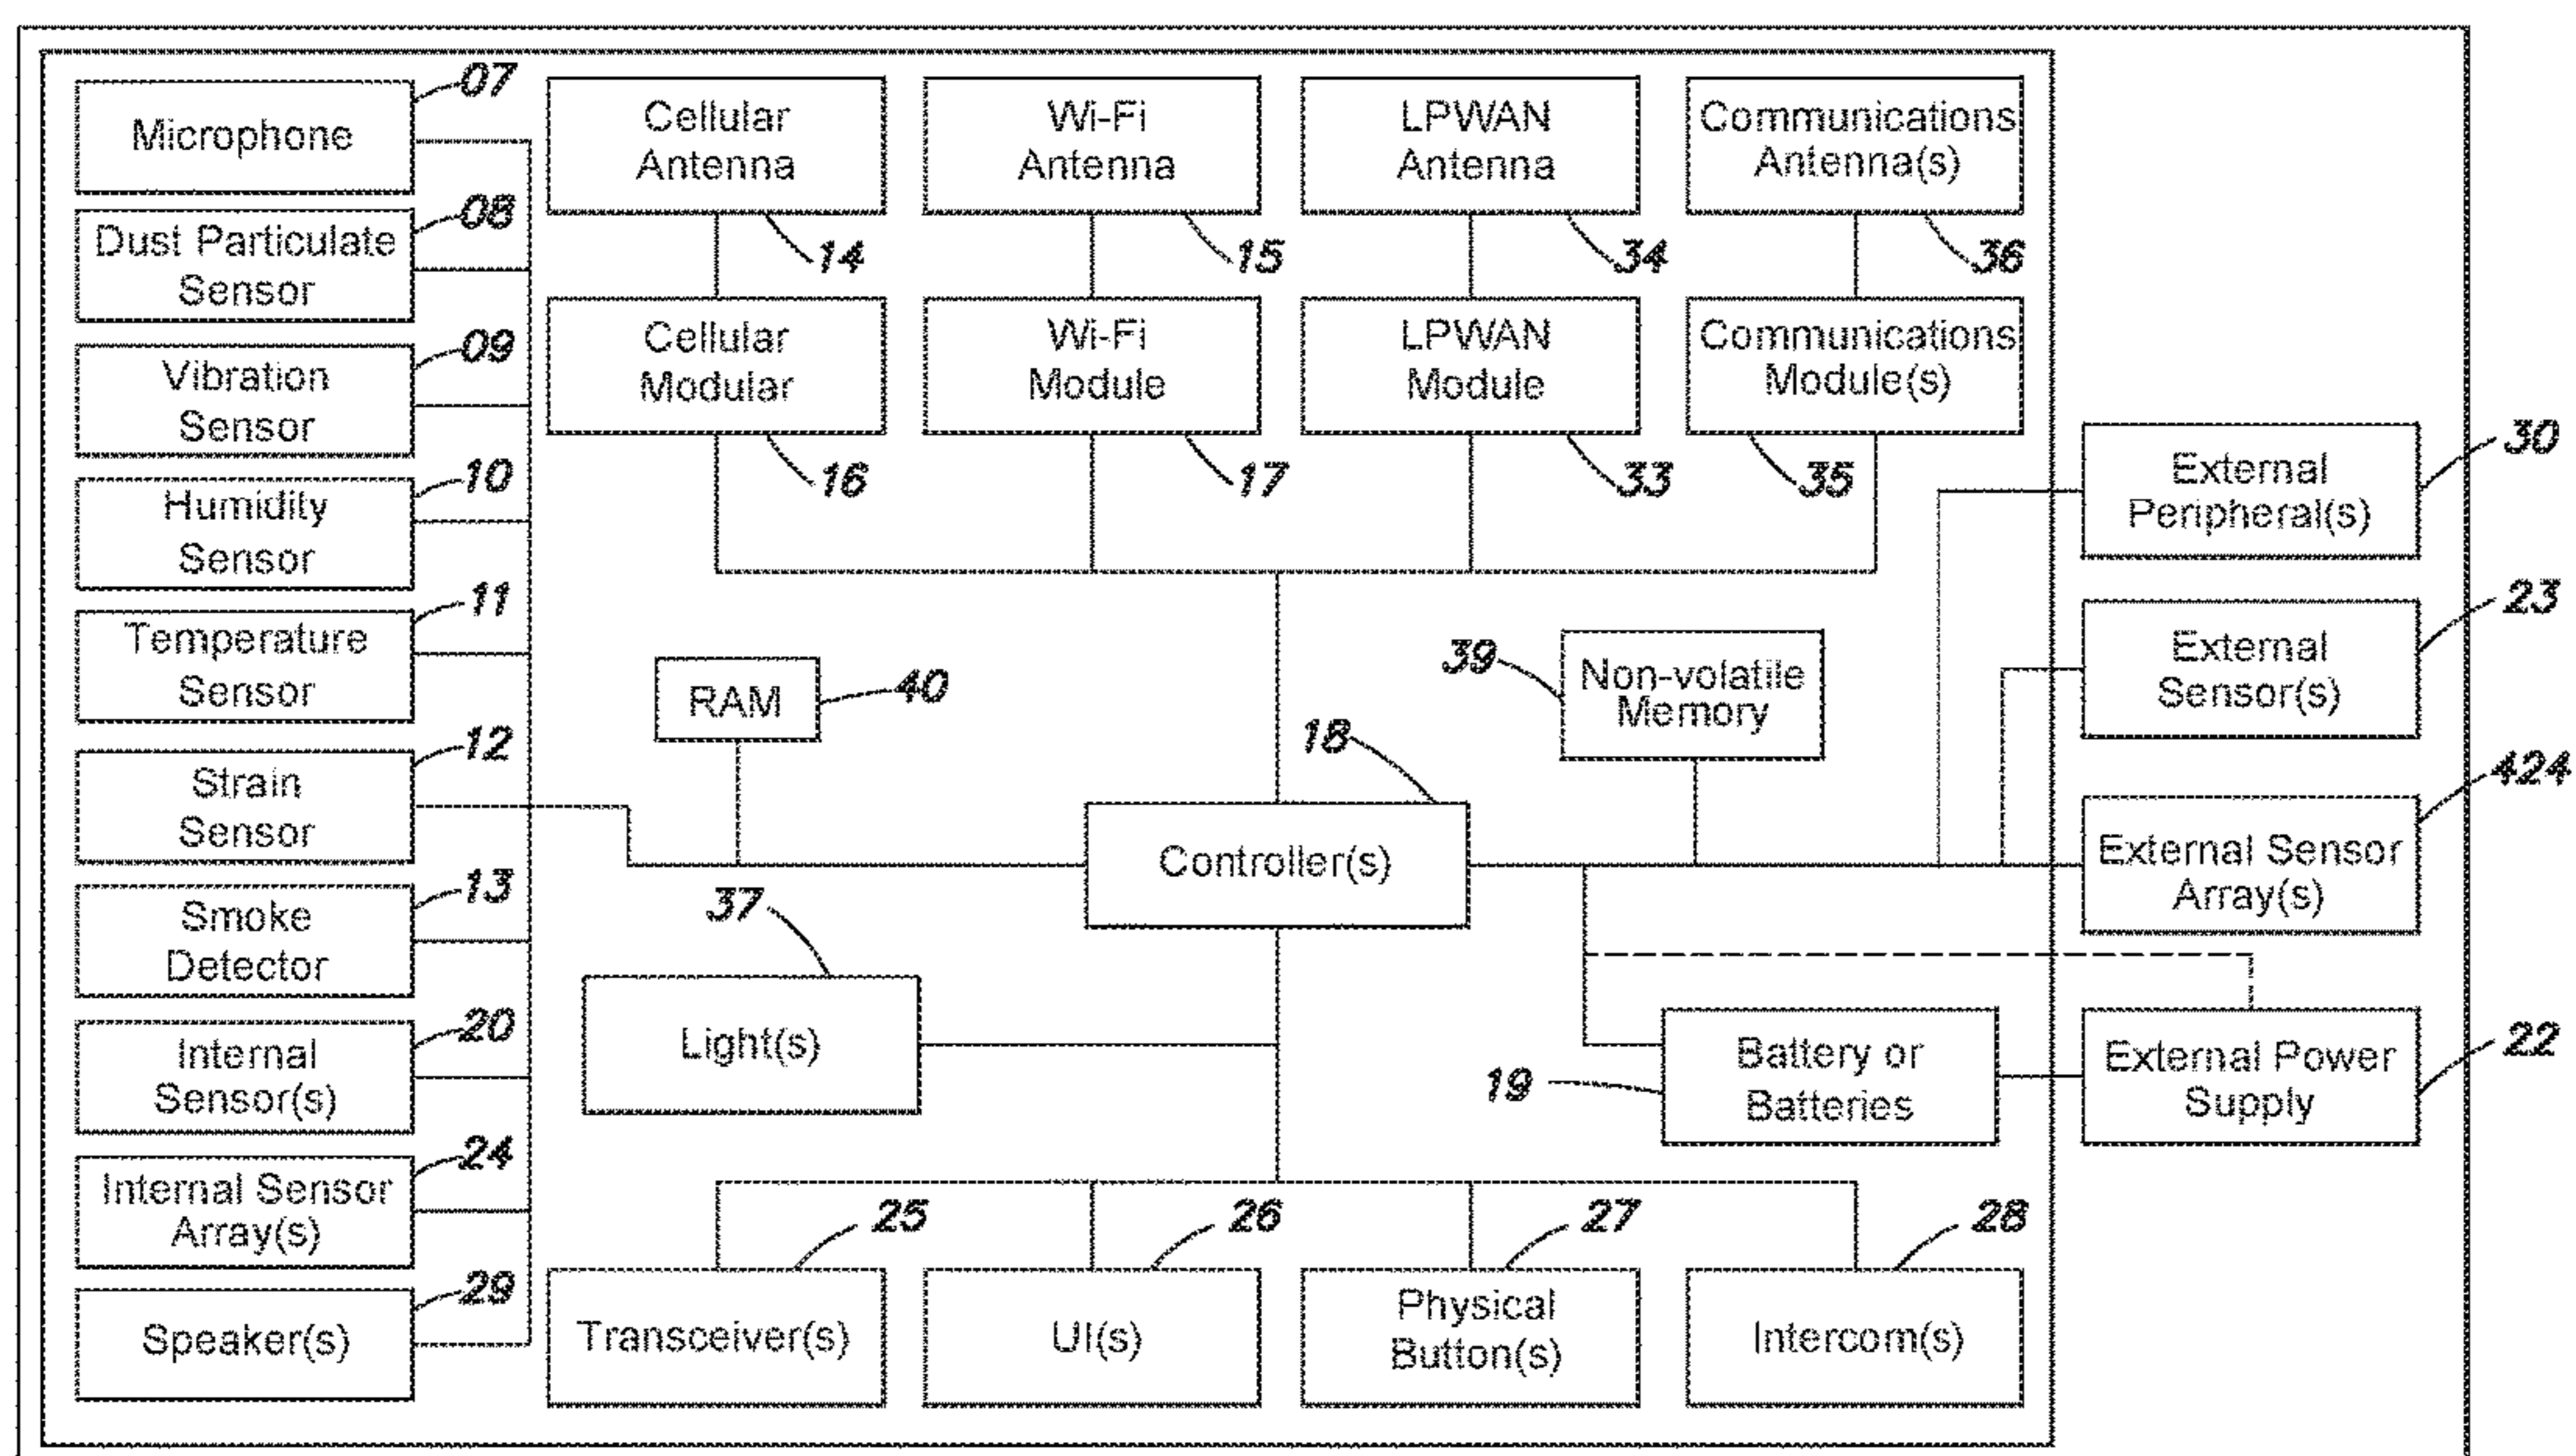 Microphone
07
Dust Particulate
Sensor
08
Vibration
Sensor
09
Humidity
Sensor
10
Temperature
Sensor
11
Strain
Sensor
12
Smoke
Detector
13
Internal
Sensor(s)
20
Internal Sensor
Array(s)
24
Speaker(s)
29
Cellular
Antenna
14
Wi-Fi
Antenna
15
LPWAN
Antenna
34
Communications
Antenna(s)
36
Cellular
Modular
16
Wi-Fi
Module
17
LPWAN
Module
33
Communications
Module(s)
35
RAM
40
39
Non-volatile
Memory
18
Controller(s)
37
Light(s)
19
Battery or
Batteries
External
Peripheral(s)
30
External
Sensor(s)
23
External Sensor
Array(s)
424
External Power
Supply
22
Transceiver(s)
25
UI(s)
26
Physical
Button(s)
27
Intercom(s)
28